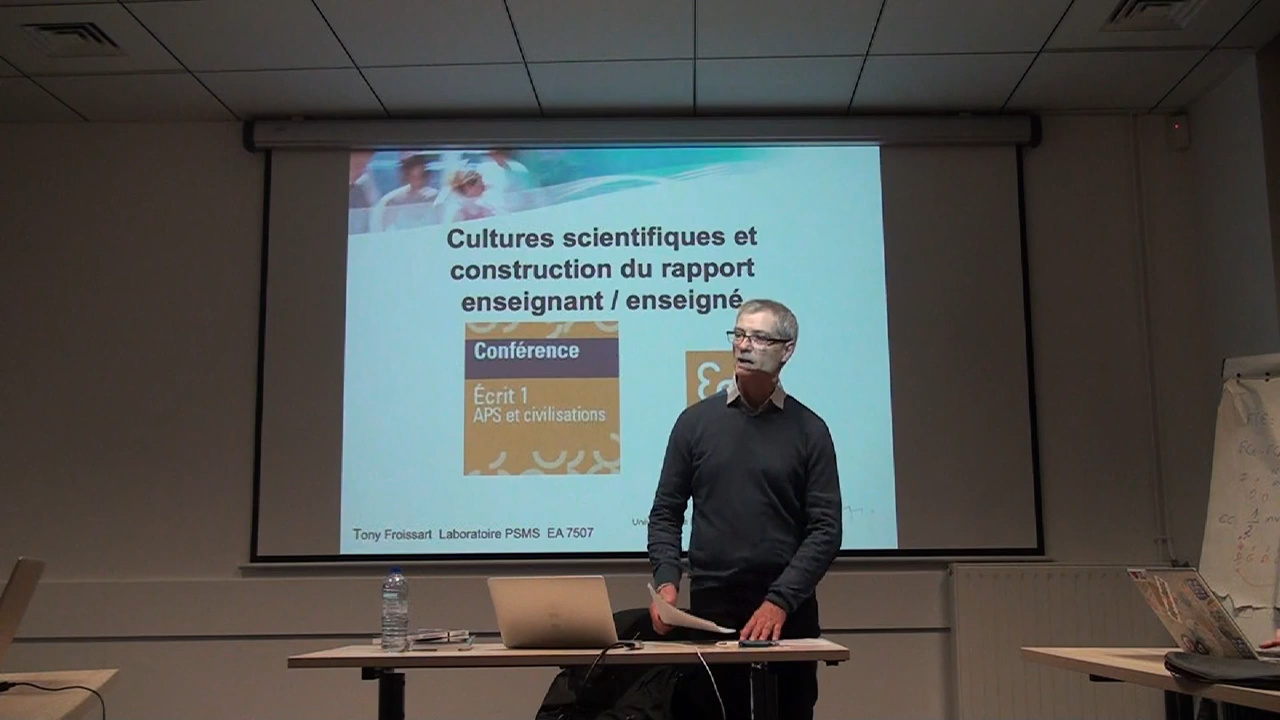 Cultures scientifiques et
construction du rapport
enseignant / enseigné
Conférence
Écrit 1
APS et civilisations
Tony Froissart Laboratoire PSMS EA 7507